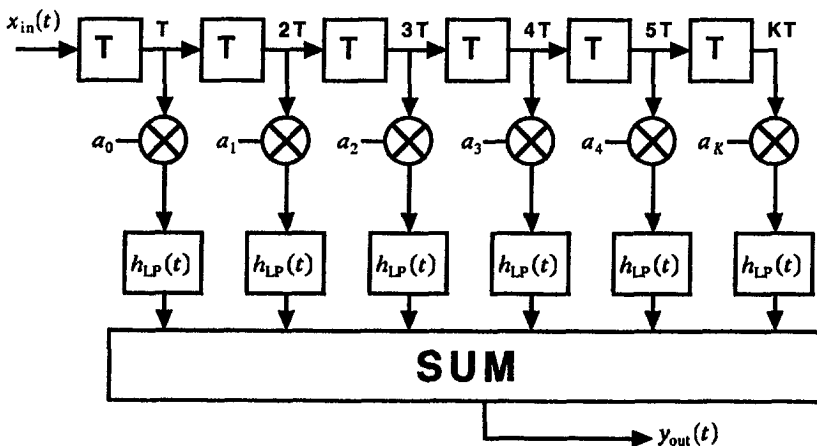 x_in(t)
T T T T T T
T 2T 3T 4T 5T KT
a_0 a_1 a_2 a_3 a_4 a_K
h_LP(t) h_LP(t) h_LP(t) h_LP(t) h_LP(t) h_LP(t)
SUM
y_out(t)